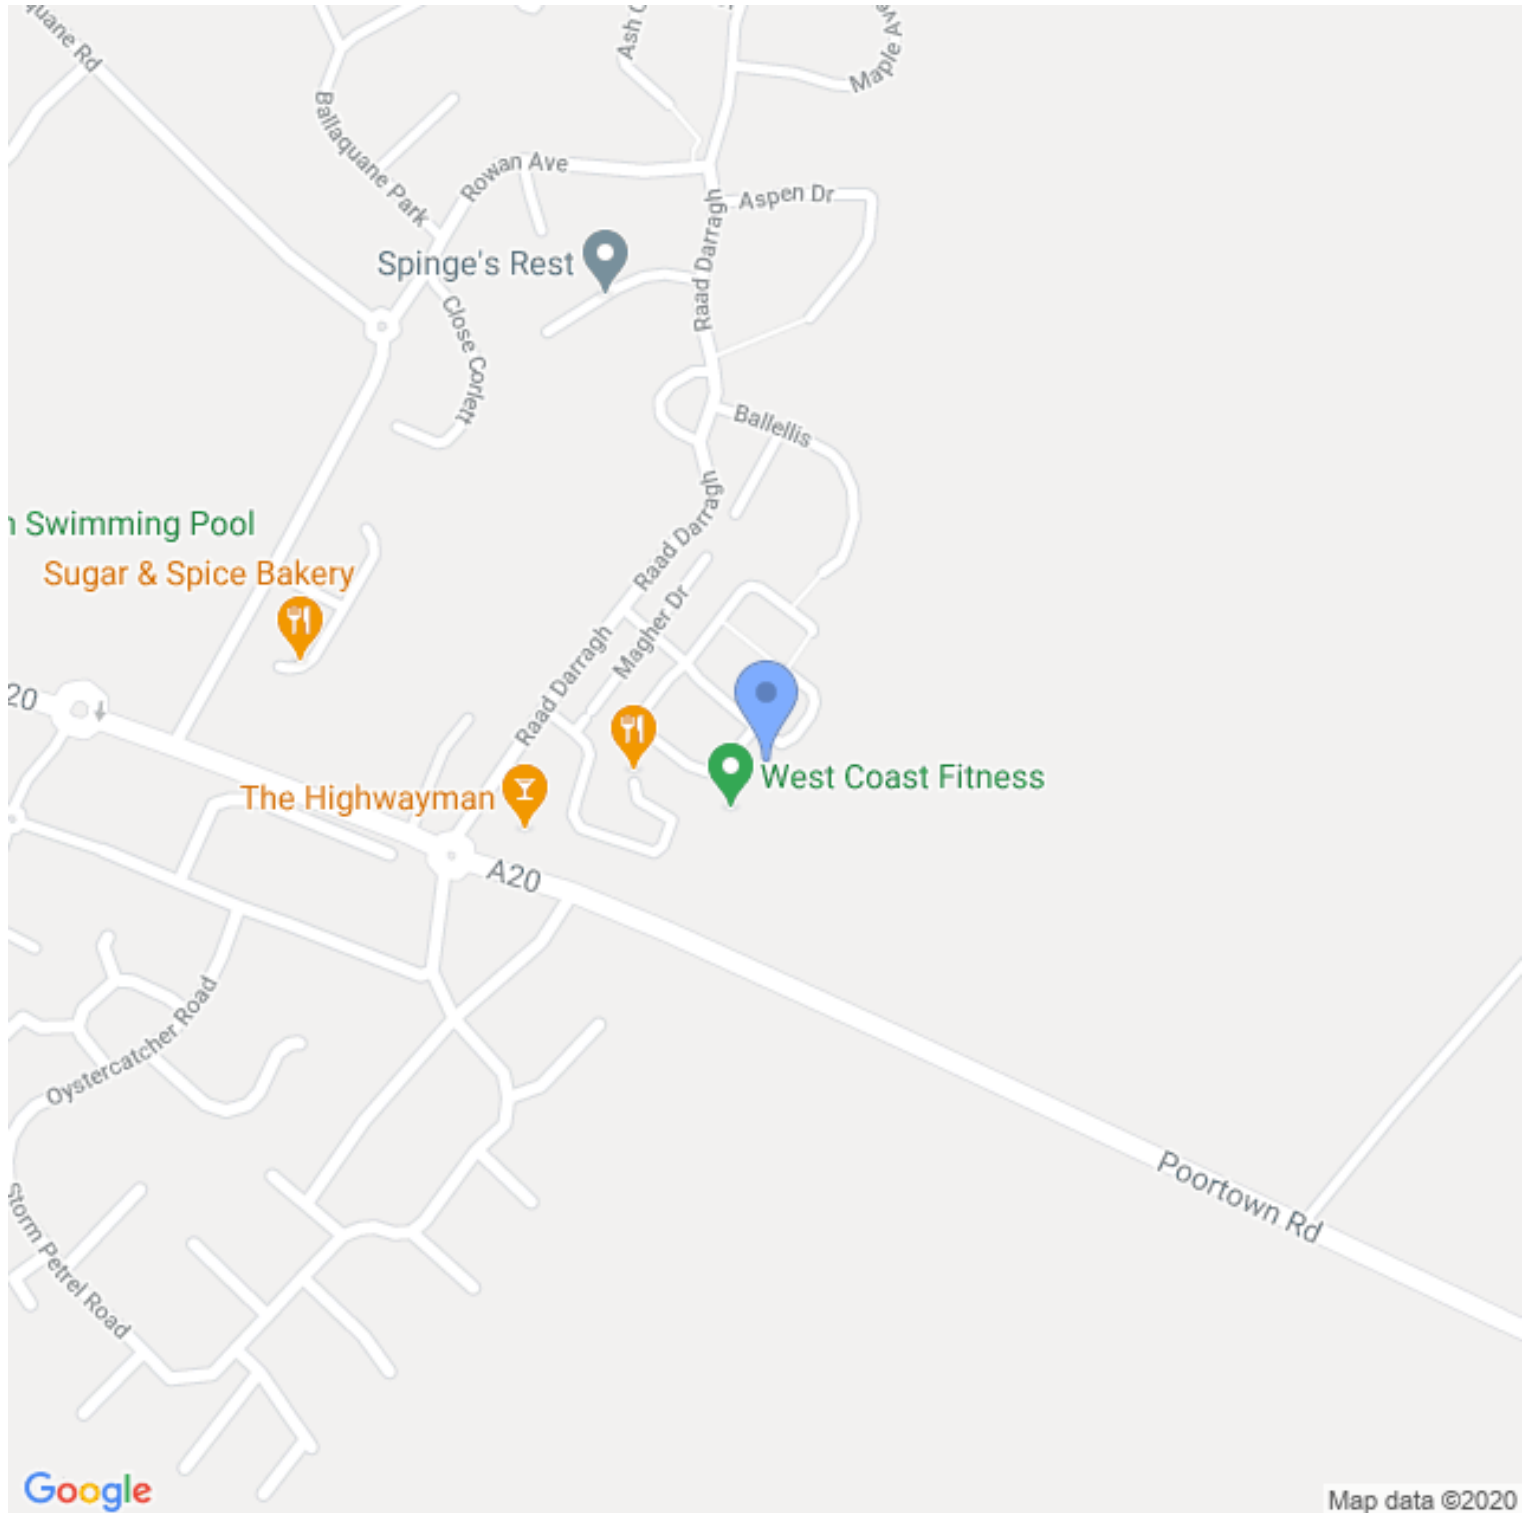 quane Rd
Ash
Maple Ave
Ballaquane Park
Rowan Ave
Aspen Dr
Raad Darragh
Spinge's Rest
Close Corlett
Ballellis
Raad Darragh
n Swimming Pool
Sugar & Spice Bakery
Magher Dr
Raad Darragh
20
West Coast Fitness
The Highwayman
A20
Oystercatcher Road
Poortown Rd
Storm Petrel Road
Google
Map data ©2020